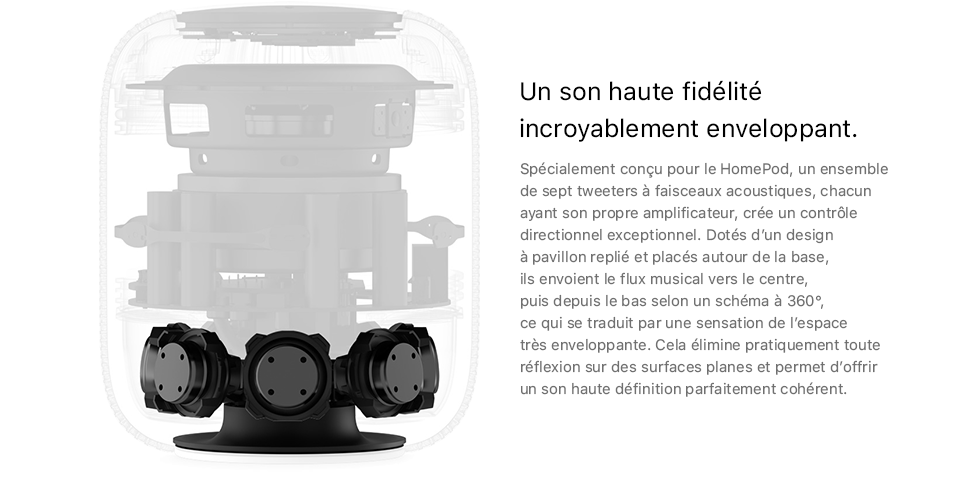 Un son haute fidélité
incroyablement enveloppant.
Spécialement conçu pour le HomePod, un ensemble
de sept tweeters à faisceaux acoustiques, chacun
ayant son propre amplificateur, crée un contrôle
directionnel exceptionnel. Dotés d’un design
à pavillon replié et placés autour de la base,
ils envoient le flux musical vers le centre,
puis depuis le bas selon un schéma à 360°,
ce qui se traduit par une sensation de l’espace
très enveloppante. Cela élimine pratiquement toute
réflexion sur des surfaces planes et permet d’offrir
un son haute définition parfaitement cohérent.